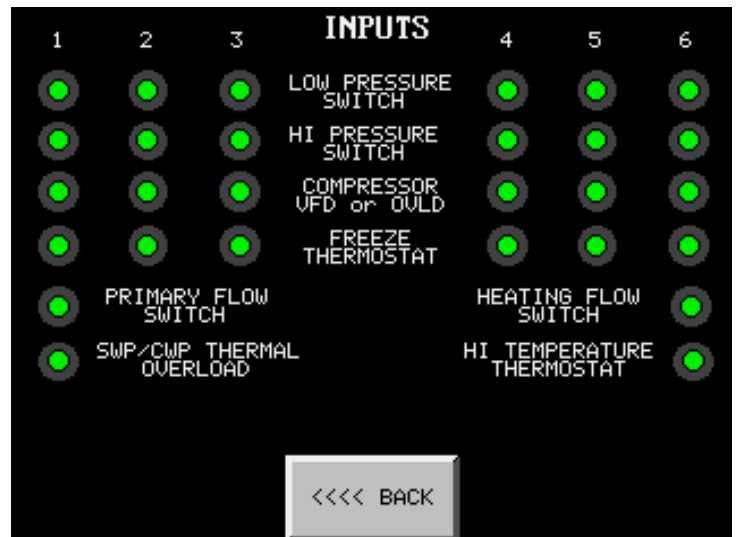 INPUTS
1 2 3 4 5 6
LOW PRESSURE
SWITCH
HI PRESSURE
SWITCH
COMPRESSOR
VFD or OVLD
FREEZE
THERMOSTAT
PRIMARY FLOW
SWITCH
HEATING FLOW
SWITCH
SWP/CWP THERMAL
OVERLOAD
HI TEMPERATURE
THERMOSTAT
<<<< BACK